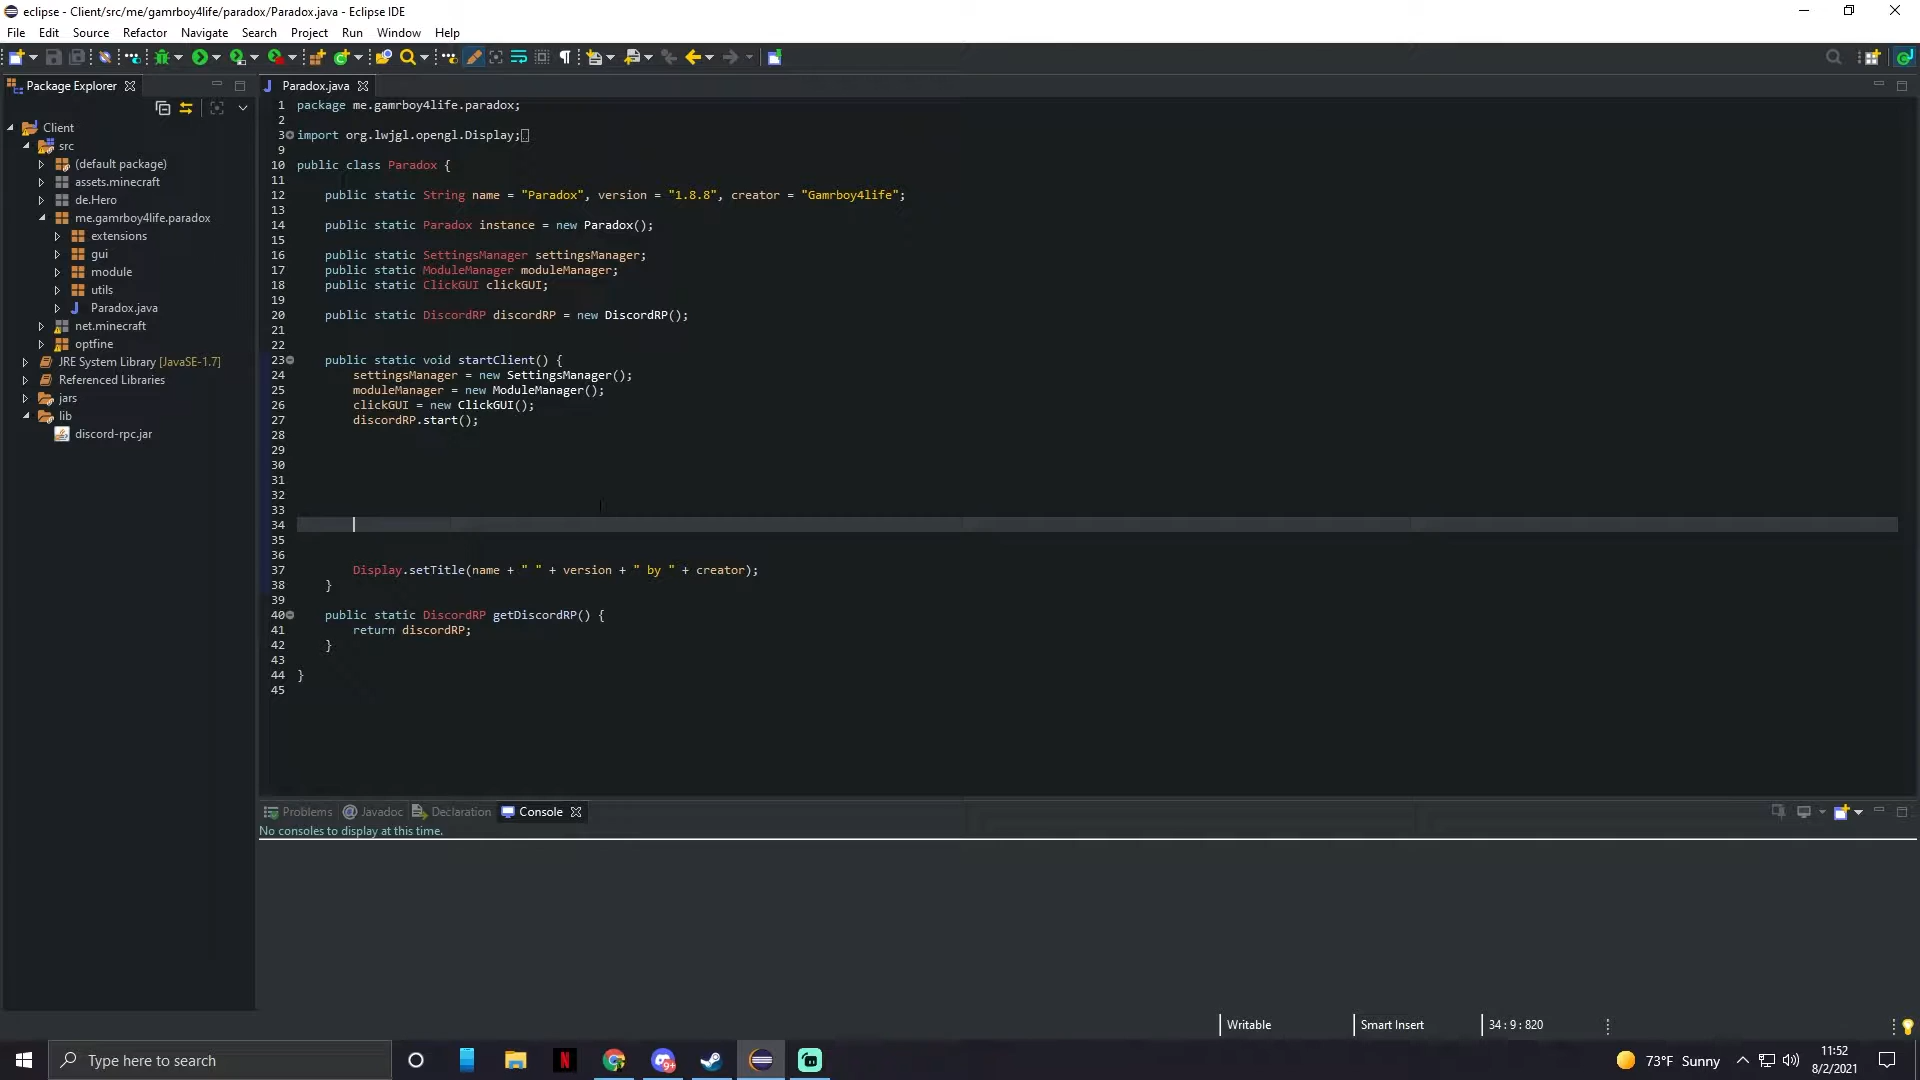 eclipse - Client/src/me/gamrboy4life/paradox/Paradox.java - Eclipse IDE
File Edit Source Refactor Navigate Search Project Run Window Help
Package Explorer
Client
src
(default package)
assets.minecraft
de.Hero
me.gamrboy4life.paradox
extensions
gui
module
utils
Paradox.java
net.minecraft
optfine
JRE System Library [JavaSE-1.7]
Referenced Libraries
jars
lib
discord-rpc.jar
Paradox.java
1 package me.gamrboy4life.paradox;
2
3 import org.lwjgl.opengl.Display;
9
10 public class Paradox {
11
12 public static String name = "Paradox", version = "1.8.8", creator = "Gamrboy4life";
13
14 public static Paradox instance = new Paradox();
15
16 public static SettingsManager settingsManager;
17 public static ModuleManager moduleManager;
18 public static ClickGUI clickGUI;
19
20 public static DiscordRP discordRP = new DiscordRP();
21
22
23 public static void startClient() {
24 settingsManager = new SettingsManager();
25 moduleManager = new ModuleManager();
26 clickGUI = new ClickGUI();
27 discordRP.start();
28
29
30
31
32
33
34
35
36
37 Display.setTitle(name + " " + version + " by " + creator);
38 }
39
40 public static DiscordRP getDiscordRP() {
41 return discordRP;
42 }
43
44 }
45
Problems Javadoc Declaration Console
No consoles to display at this time.
Writable Smart Insert 34 : 9 : 820
Type here to search
9+
73°F Sunny
11:52
8/2/2021